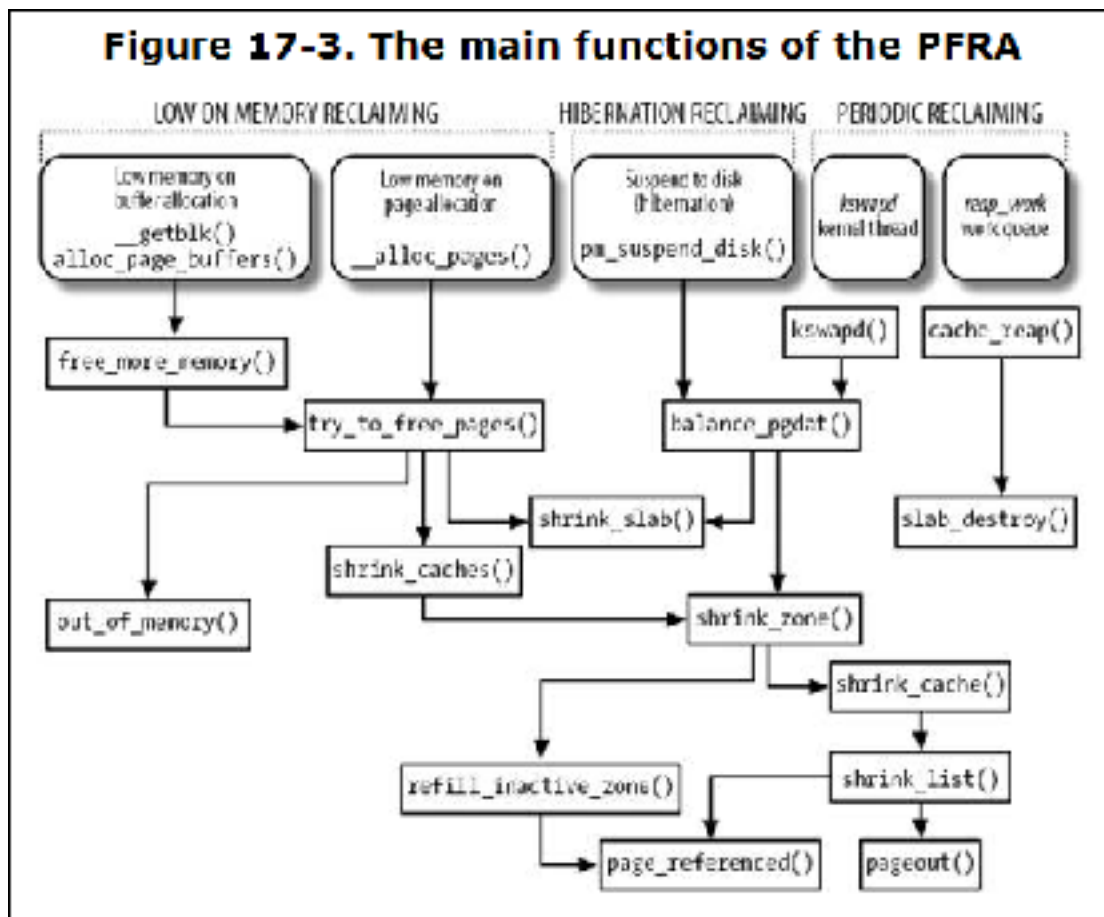 Figure 17-3. The main functions of the PFRA
LOW ON MEMORY RECLAIMING
HIBERNATION RECLAIMING
PERIODIC RECLAIMING
Low memory on
buffer allocation
__getblk()
alloc_page_buffers()
Low memory on
page allocation
__alloc_pages()
Suspend to disk
(hibernation)
pm_suspend_disk()
kswapd
kernel thread
reap_work
work queue
free_more_memory()
kswapd()
cache_reap()
try_to_free_pages()
balance_pgdat()
shrink_slab()
slab_destroy()
shrink_caches()
out_of_memory()
shrink_zone()
shrink_cache()
refill_inactive_zone()
shrink_list()
page_referenced()
pageout()